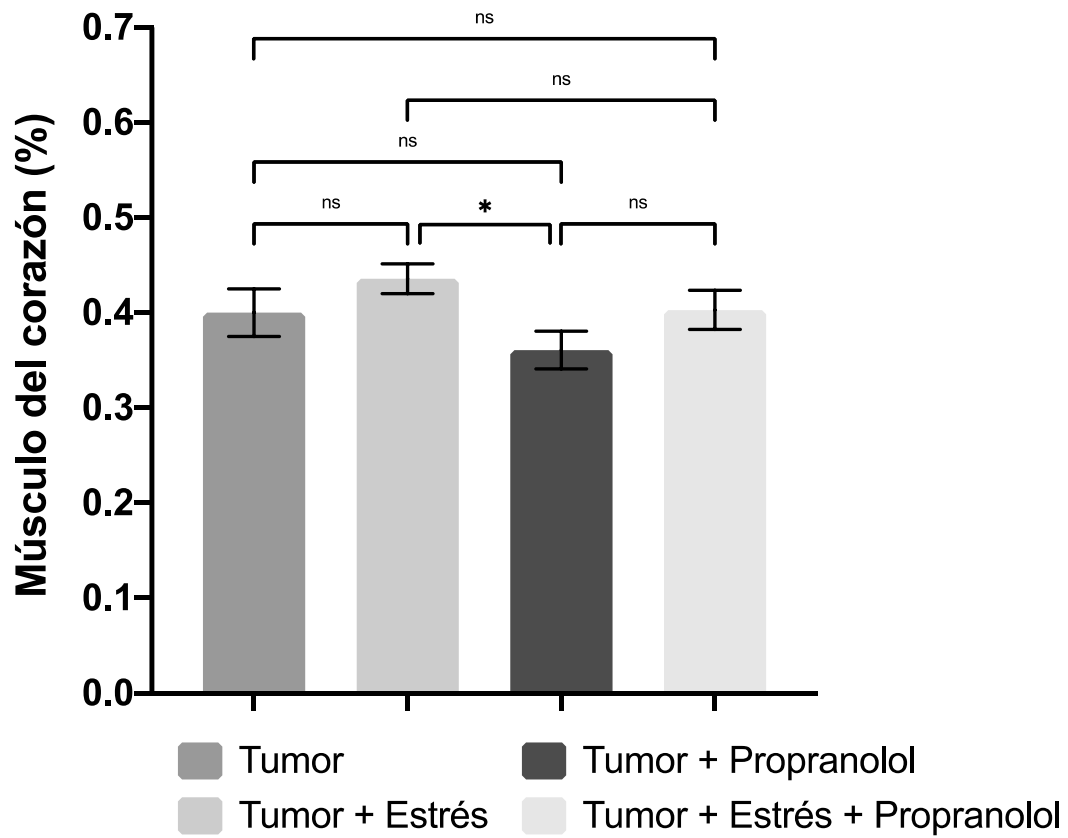 ns
0.7
ns
0.6
ns
0.5
ns * ns
0.4
0.3
0.2
0.1
0.0
Músculo del corazón (%)
Tumor
Tumor + Propranolol
Tumor + Estrés
Tumor + Estrés + Propranolol